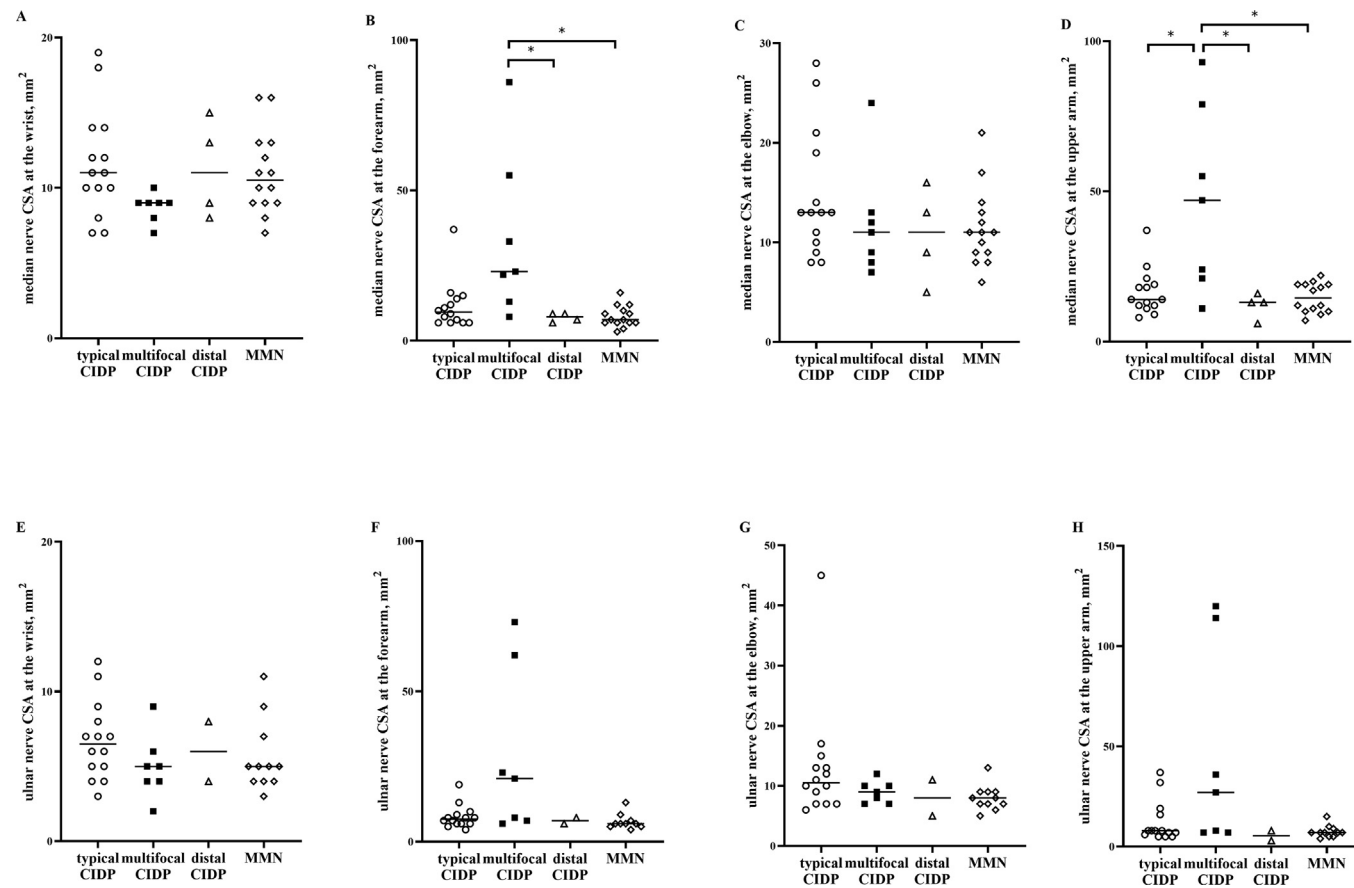 A
median nerve CSA at the wrist, mm2
20
10
0
typical
CIDP
multifocal
CIDP
distal
CIDP
MMN
B
median nerve CSA at the forearm, mm2
100
50
0
*
*
typical
CIDP
multifocal
CIDP
distal
CIDP
MMN
C
median nerve CSA at the elbow, mm2
30
20
10
0
typical
CIDP
multifocal
CIDP
distal
CIDP
MMN
D
median nerve CSA at the upper arm, mm2
100
50
0
*
*
*
typical
CIDP
multifocal
CIDP
distal
CIDP
MMN
E
ulnar nerve CSA at the wrist, mm2
20
10
0
typical
CIDP
multifocal
CIDP
distal
CIDP
MMN
F
ulnar nerve CSA at the forearm, mm2
100
50
0
typical
CIDP
multifocal
CIDP
distal
CIDP
MMN
G
ulnar nerve CSA at the elbow, mm2
50
40
30
20
10
0
typical
CIDP
multifocal
CIDP
distal
CIDP
MMN
H
ulnar nerve CSA at the upper arm, mm2
150
100
50
0
typical
CIDP
multifocal
CIDP
distal
CIDP
MMN